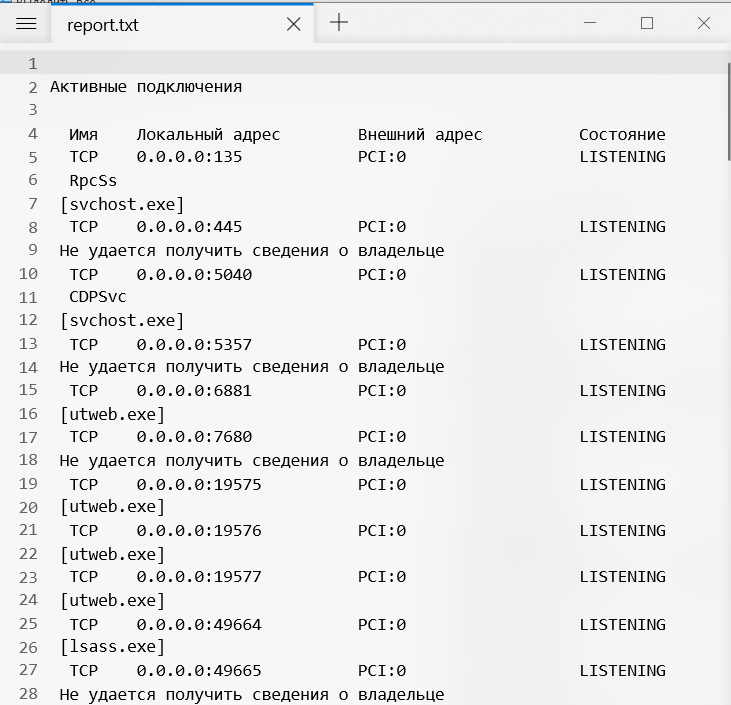 report.txt
1
2 Активные подключения
3
4 Имя Локальный адрес Внешний адрес Состояние
5 TCP 0.0.0.0:135 PCI:0 LISTENING
6 RpcSs
7 [svchost.exe]
8 TCP 0.0.0.0:445 PCI:0 LISTENING
9 Не удается получить сведения о владельце
10 TCP 0.0.0.0:5040 PCI:0 LISTENING
11 CDPSvc
12 [svchost.exe]
13 TCP 0.0.0.0:5357 PCI:0 LISTENING
14 Не удается получить сведения о владельце
15 TCP 0.0.0.0:6881 PCI:0 LISTENING
16 [utweb.exe]
17 TCP 0.0.0.0:7680 PCI:0 LISTENING
18 Не удается получить сведения о владельце
19 TCP 0.0.0.0:19575 PCI:0 LISTENING
20 [utweb.exe]
21 TCP 0.0.0.0:19576 PCI:0 LISTENING
22 [utweb.exe]
23 TCP 0.0.0.0:19577 PCI:0 LISTENING
24 [utweb.exe]
25 TCP 0.0.0.0:49664 PCI:0 LISTENING
26 [lsass.exe]
27 TCP 0.0.0.0:49665 PCI:0 LISTENING
28 Не удается получить сведения о владельце